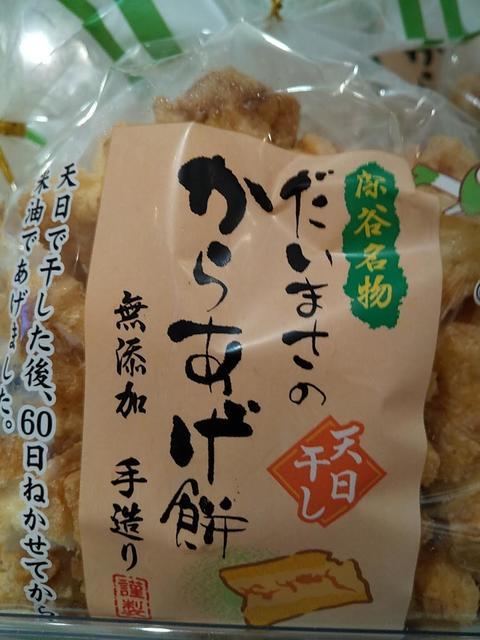 深谷名物
だいまさの
からあげ餅
天日
干し
無添加 手造り
謹製
天日で干した後、60日ねかせてから
米油であげました。
から